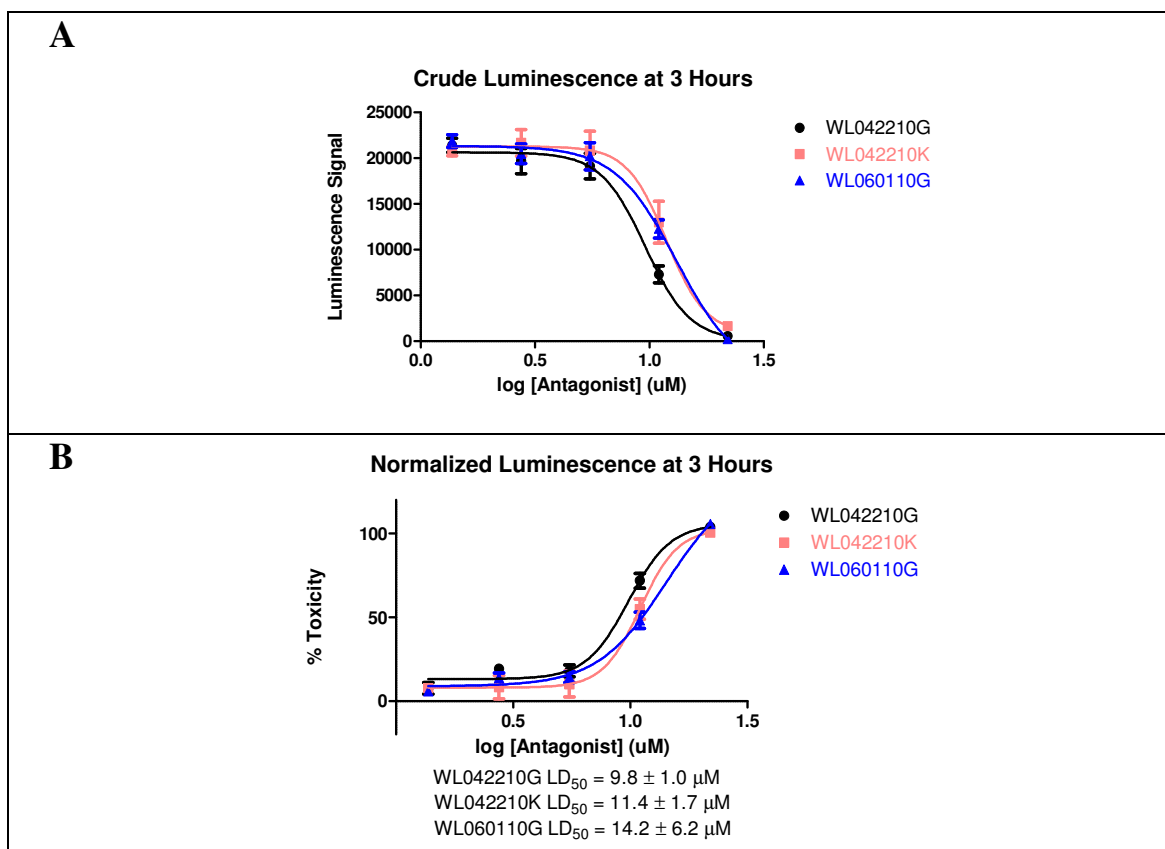 A
Crude Luminescence at 3 Hours
25000
20000
15000
10000
5000
0
Luminescence Signal
0.0 0.5 1.0 1.5
log [Antagonist] (uM)
WL042210G
WL042210K
WL060110G
B
Normalized Luminescence at 3 Hours
100
50
0
% Toxicity
0.5 1.0 1.5
log [Antagonist] (uM)
WL042210G
WL042210K
WL060110G
WL042210G LD50 = 9.8 ± 1.0 μM
WL042210K LD50 = 11.4 ± 1.7 μM
WL060110G LD50 = 14.2 ± 6.2 μM